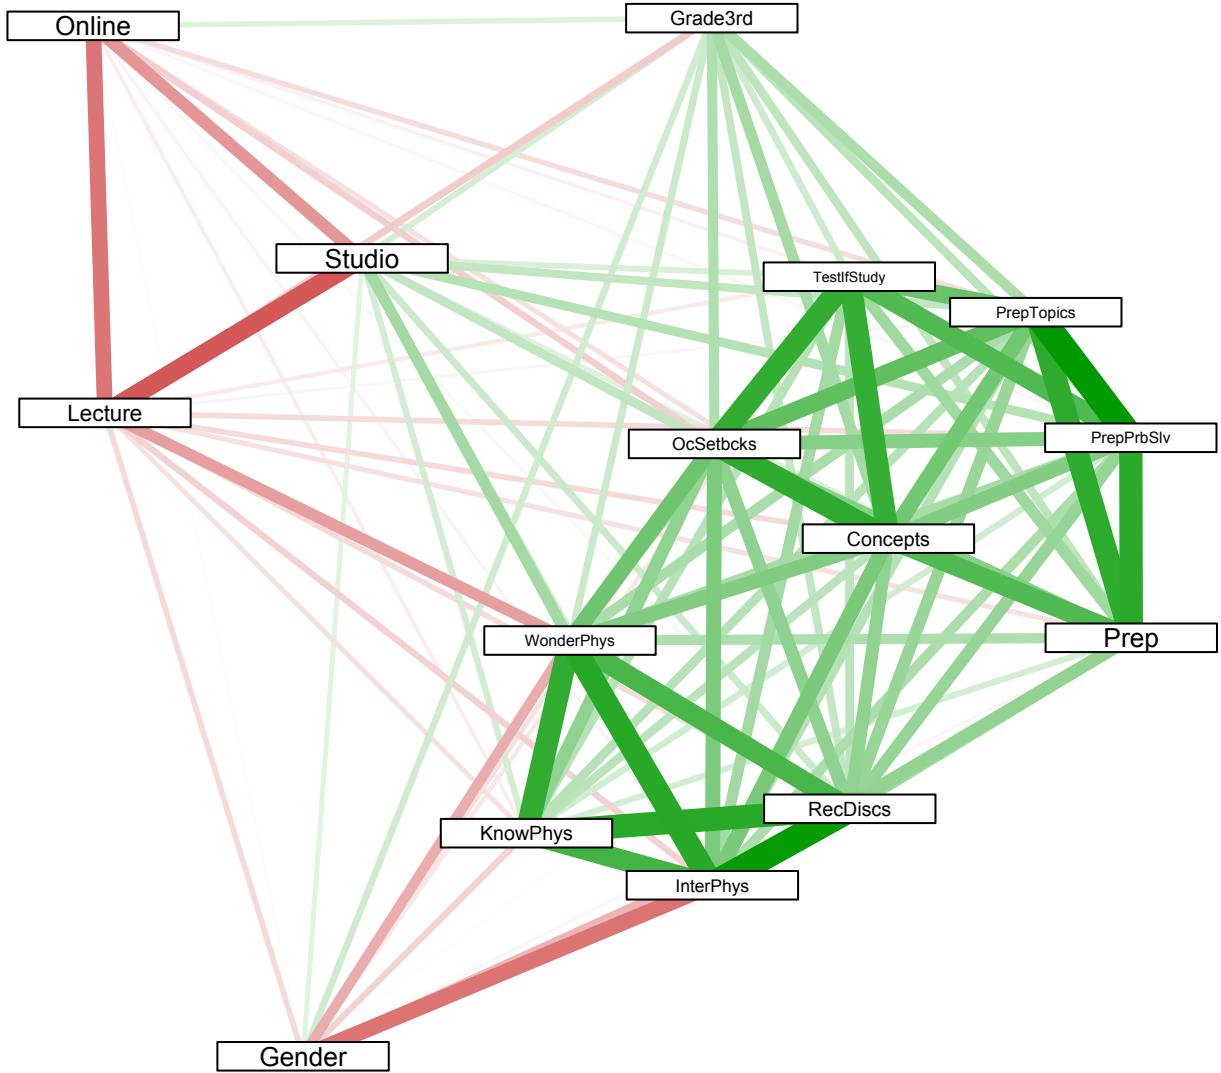 Online
Grade3rd
Studio
TestIfStudy
PrepTopics
Lecture
OcSetbcks
PrepPrbSlv
Concepts
WonderPhys
Prep
RecDiscs
KnowPhys
InterPhys
Gender